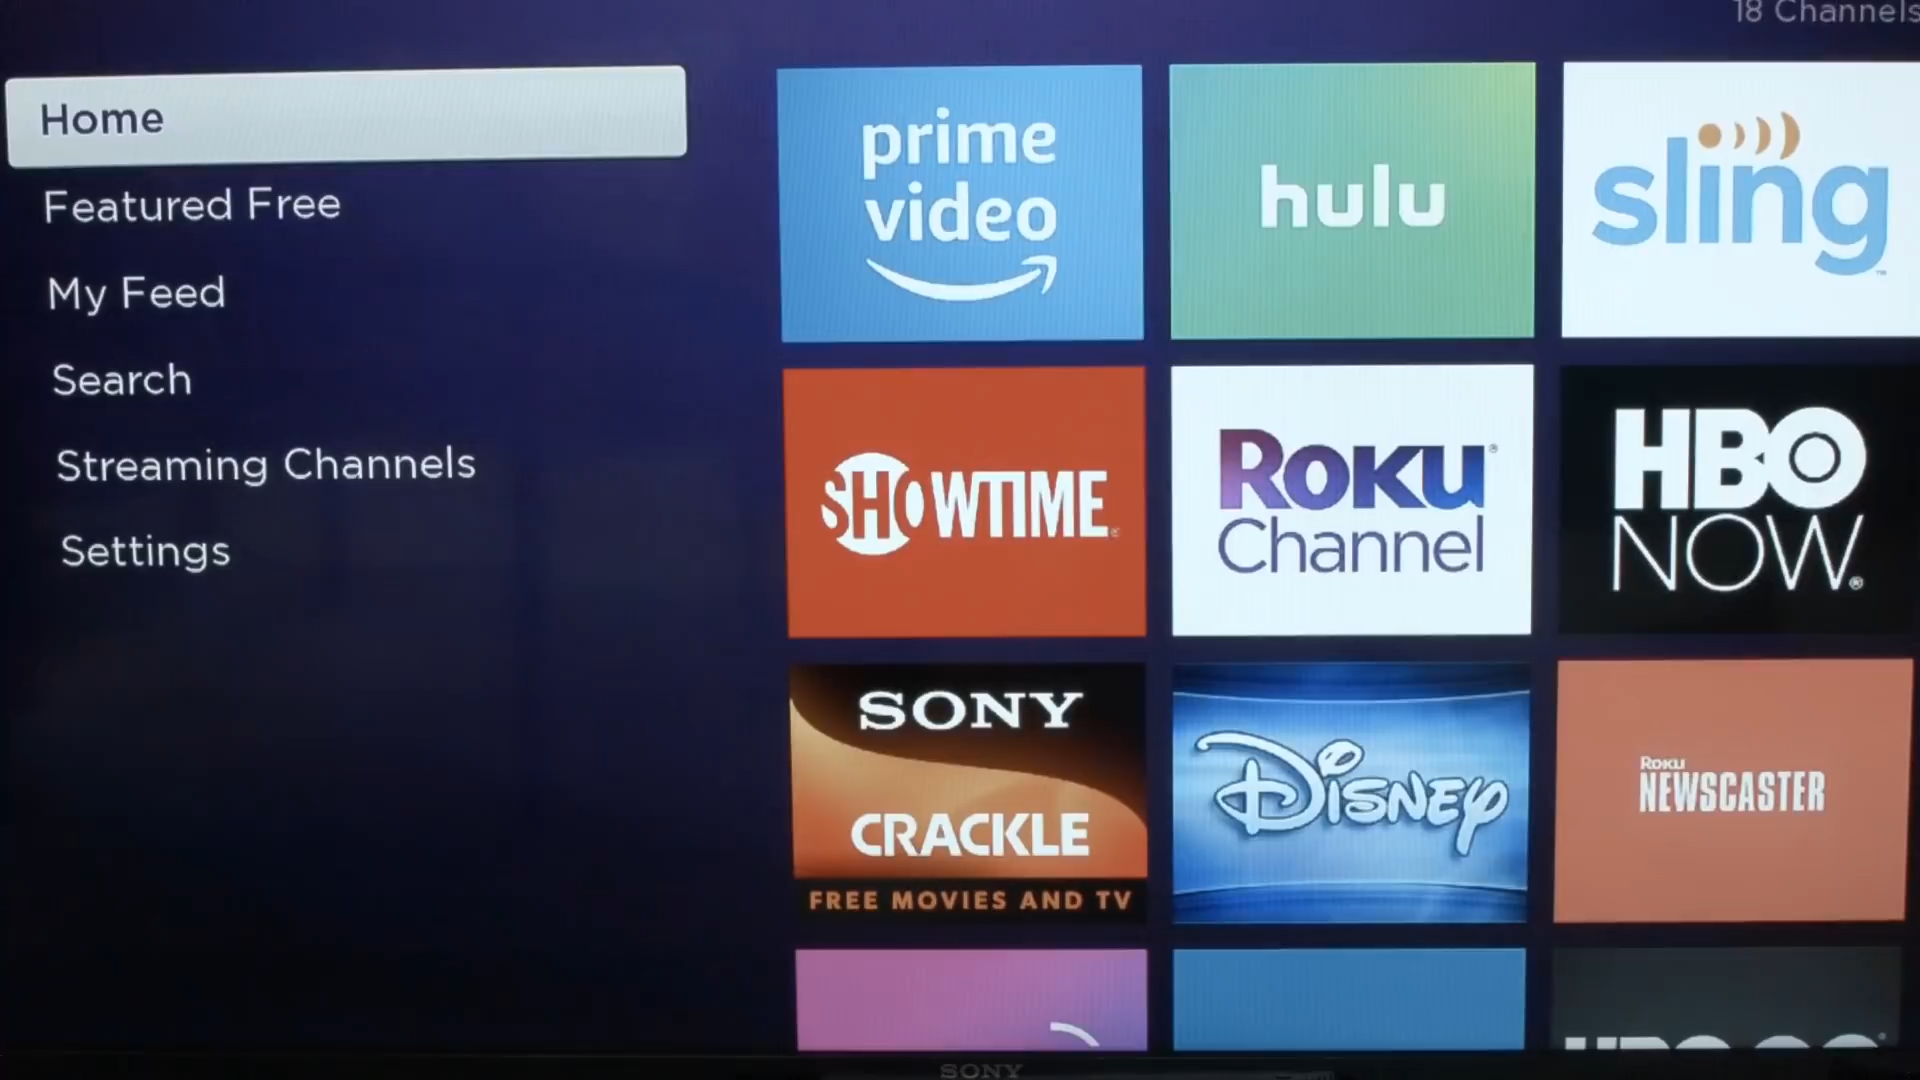 18 Channels
Home
Featured Free
My Feed
Search
Streaming Channels
Settings
prime
video
hulu
sling
SHOWTIME
ROKU
Channel
HBO
NOW
SONY
CRACKLE
FREE MOVIES AND TV
DISNEY
ROKU
NEWSCASTER
SONY